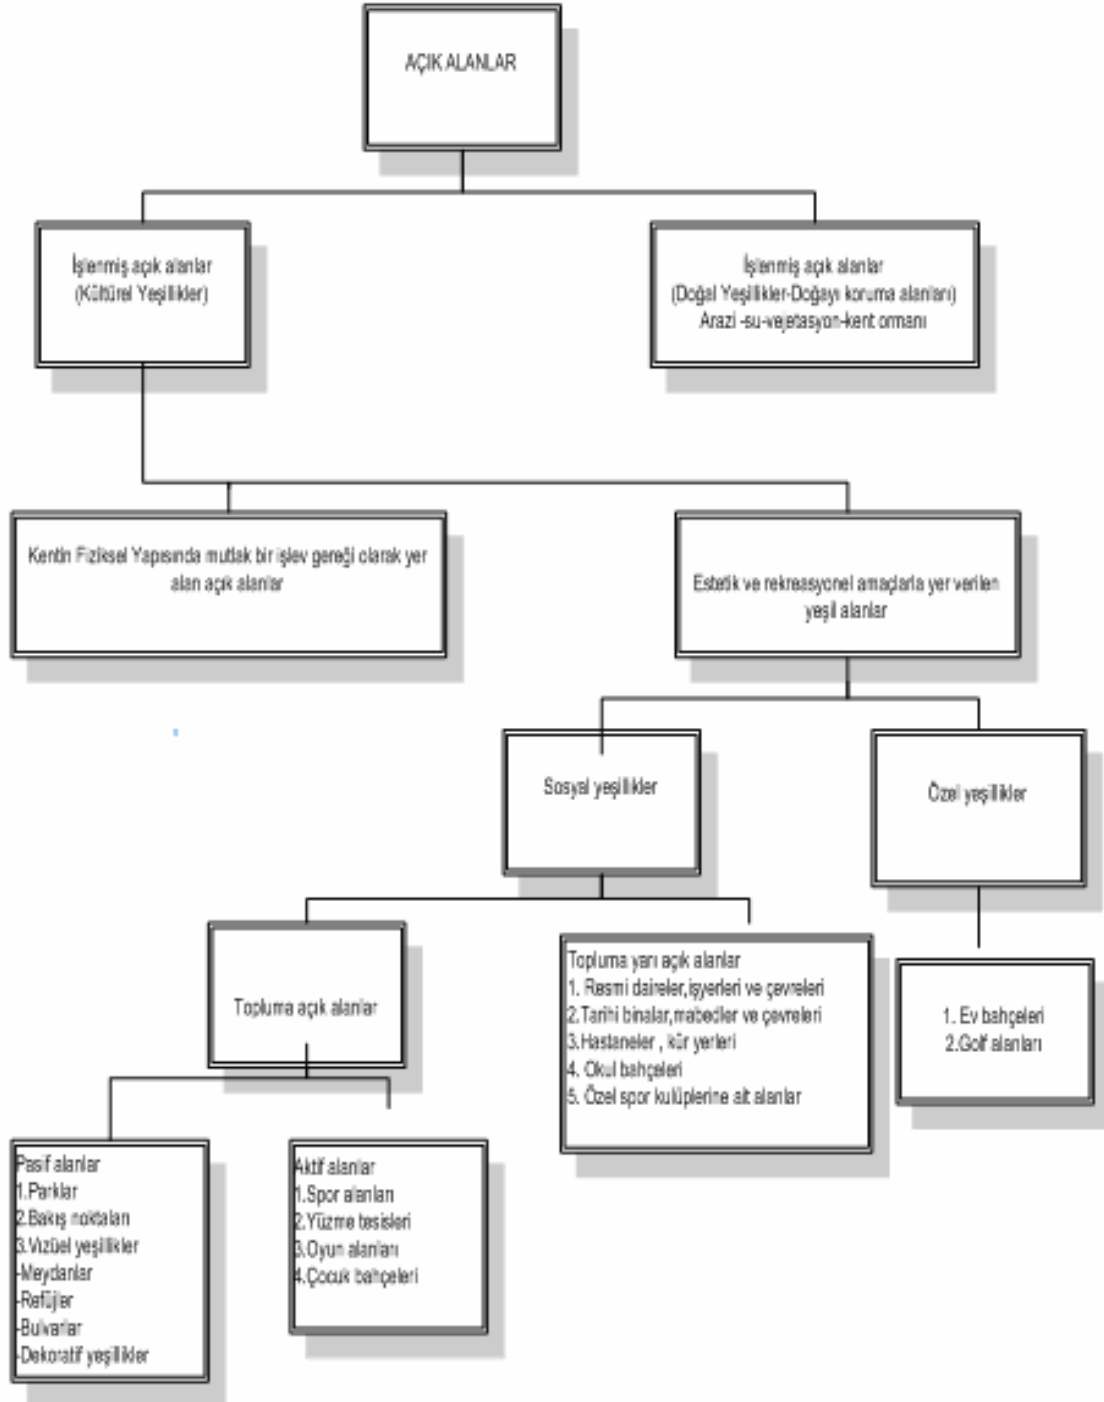 AÇIK ALANLAR
İşlenmiş açık alanlar
(Kültürel Yeşillikler)
İşlenmiş açık alanlar
(Doğal Yeşillikler-Doğayı koruma alanları)
Arazi -su-vejetasyon-kent ormanı
Kentin Fiziksel Yapısında mutlak bir işlev gereği olarak yer
alan açık alanlar
Estetik ve rekreasyonel amaçlarla yer verilen
yeşil alanlar
Sosyal yeşillikler
Özel yeşillikler
Topluma açık alanlar
Topluma yarı açık alanlar
1. Resmi daireler,işyerleri ve çevreleri
2.Tarihi binalar,mabedler ve çevreleri
3.Hastaneler , kür yerleri
4. Okul bahçeleri
5. Özel spor kulüplerine ait alanlar
1. Ev bahçeleri
2.Golf alanları
Pasif alanlar
1.Parklar
2.Bakış noktaları
3.Vizüel yeşillikler
-Meydanlar
-Refüjler
-Bulvarlar
-Dekoratif yeşillikler
Aktif alanlar
1.Spor alanları
2.Yüzme tesisleri
3.Oyun alanları
4.Çocuk bahçeleri